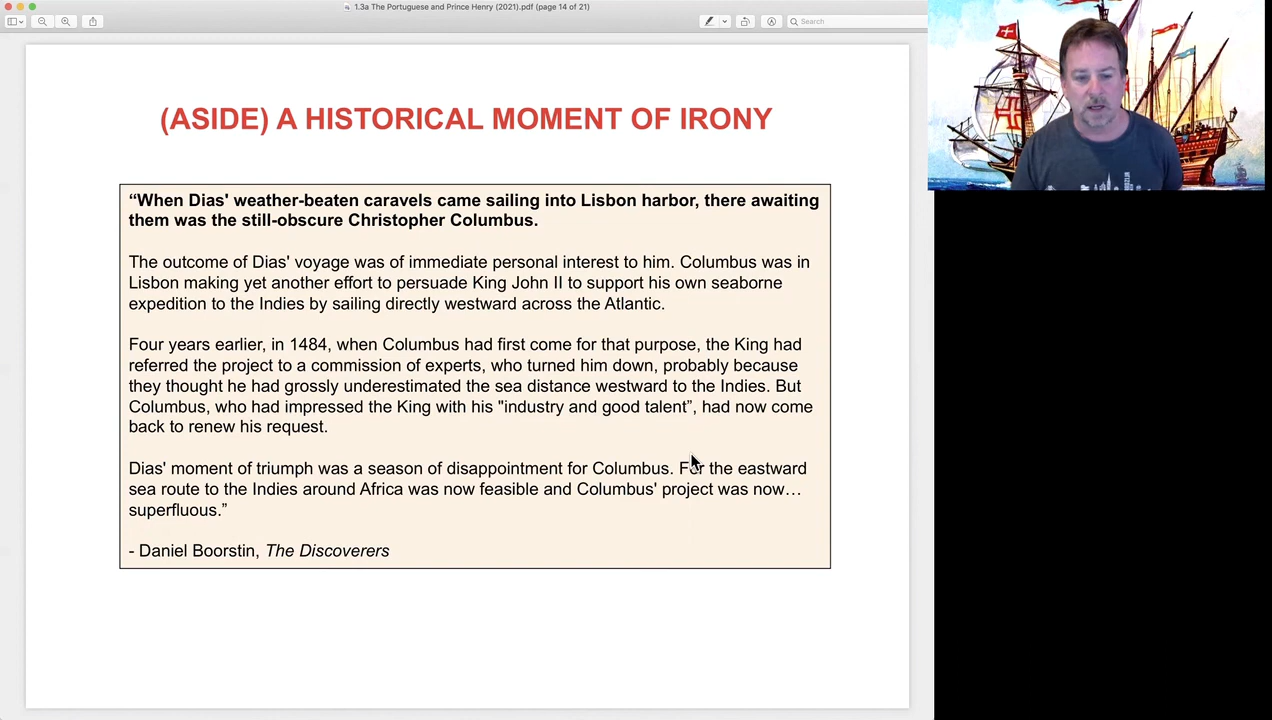 1.3a The Portuguese and Prince Henry (2021).pdf (page 14 of 21)
Search
(ASIDE) A HISTORICAL MOMENT OF IRONY
“When Dias' weather-beaten caravels came sailing into Lisbon harbor, there awaiting
them was the still-obscure Christopher Columbus.
The outcome of Dias' voyage was of immediate personal interest to him. Columbus was in
Lisbon making yet another effort to persuade King John II to support his own seaborne
expedition to the Indies by sailing directly westward across the Atlantic.
Four years earlier, in 1484, when Columbus had first come for that purpose, the King had
referred the project to a commission of experts, who turned him down, probably because
they thought he had grossly underestimated the sea distance westward to the Indies. But
Columbus, who had impressed the King with his "industry and good talent”, had now come
back to renew his request.
Dias' moment of triumph was a season of disappointment for Columbus. For the eastward
sea route to the Indies around Africa was now feasible and Columbus' project was now…
superfluous.”
- Daniel Boorstin, The Discoverers